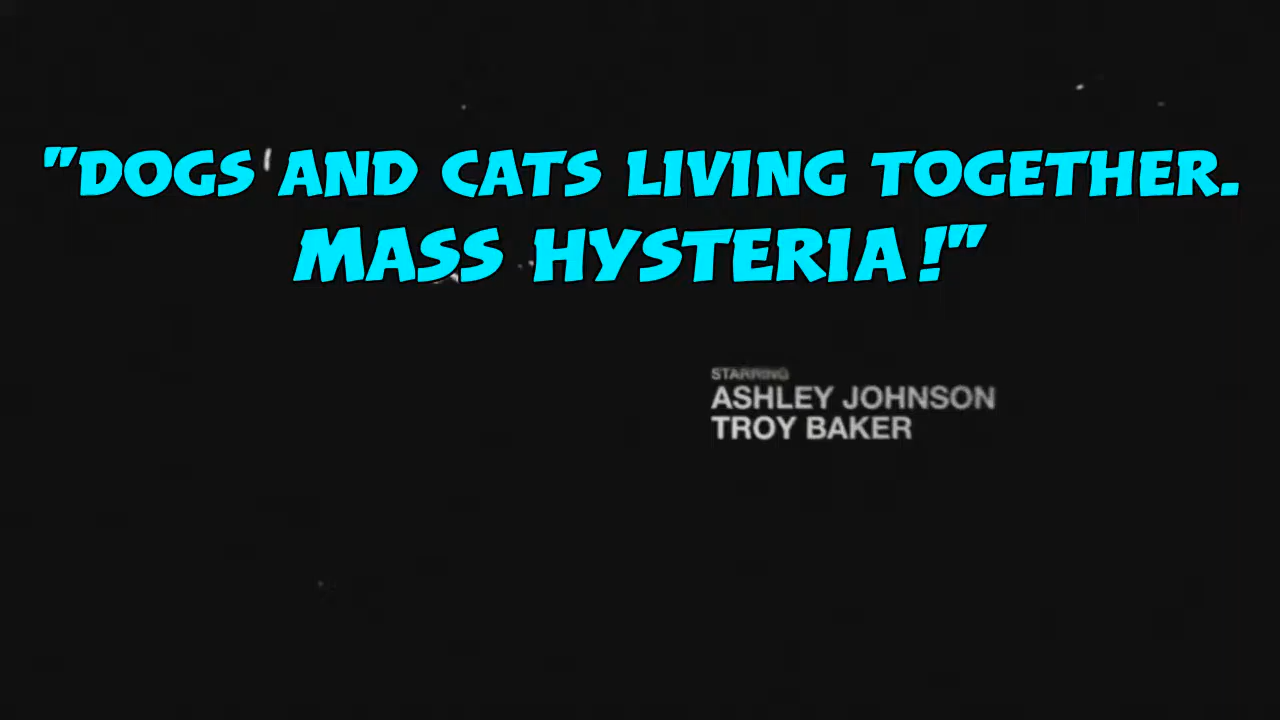 "DOGS AND CATS LIVING TOGETHER.
MASS HYSTERIA!"
STARRING
ASHLEY JOHNSON
TROY BAKER